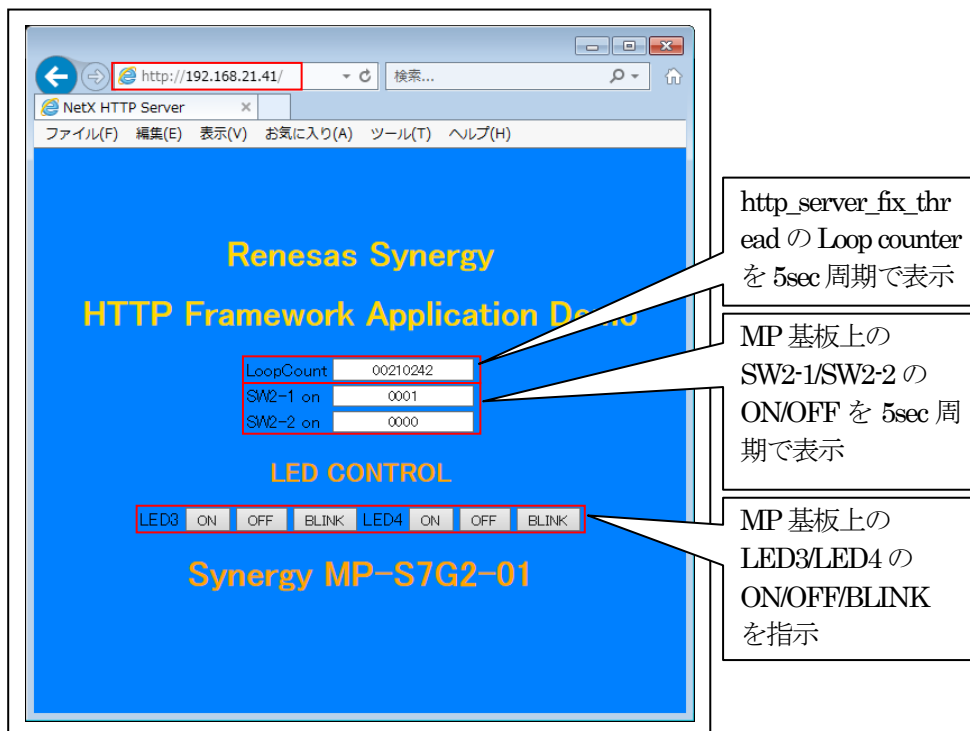 http://192.168.21.41/
検索...
NetX HTTP Server
ファイル(F) 編集(E) 表示(V) お気に入り(A) ツール(T) ヘルプ(H)
Renesas Synergy
HTTP Framework Application Demo
LoopCount 00210242
SW2-1 on 0001
SW2-2 on 0000
LED CONTROL
LED3 ON OFF BLINK LED4 ON OFF BLINK
Synergy MP-S7G2-01
http_server_fix_thr
ead の Loop counter
を 5sec 周期で表示
MP 基板上の
SW2-1/SW2-2 の
ON/OFF を 5sec 周
期で表示
MP 基板上の
LED3/LED4 の
ON/OFF/BLINK
を指示